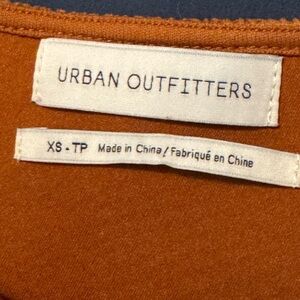 URBAN OUTFITTERS
XS - TP Made in China / Fabriqué en Chine